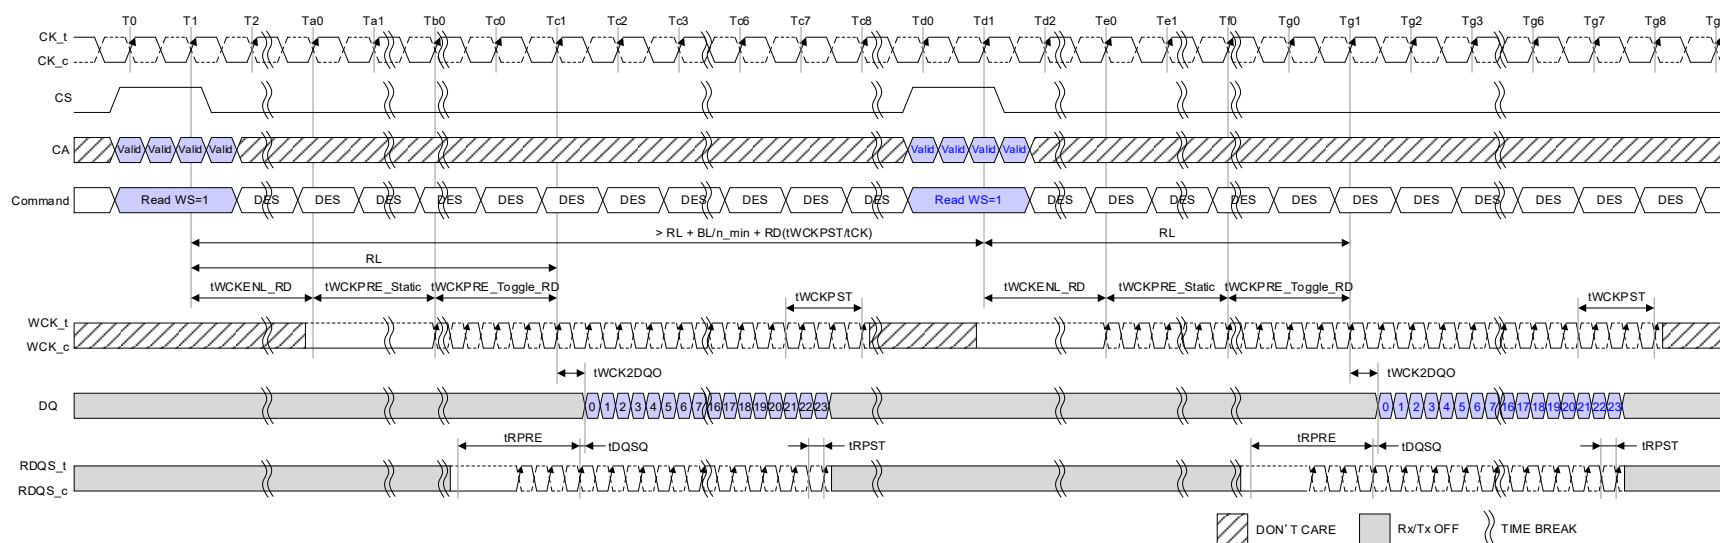 T0 T1 T2 Ta0 Ta1 Tb0 Tc0 Tc1 Tc2 Tc3 Tc6 Tc7 Tc8 Td0 Td1 Td2 Te0 Te1 Tf0 Tg0 Tg1 Tg2 Tg3 Tg6 Tg7 Tg8
CK_t
CK_c
CS
CA Valid Valid Valid Valid Valid Valid Valid Valid
Command Read WS=1 DES DES DES DES DES DES DES DES DES DES DES Read WS=1 DES DES DES DES DES DES DES DES DES DES DES
> RL + BL/n_min + RD(tWCKPST/tCK) RL
RL
tWCKENL_RD tWCKPRE_Static tWCKPRE_Toggle_RD tWCKPST tWCKENL_RD tWCKPRE_Static tWCKPRE_Toggle_RD tWCKPST
WCK_t
WCK_c
tWCK2DQO tWCK2DQO
DQ 0 1 2 3 4 5 6 7 16 17 18 19 20 21 22 23 0 1 2 3 4 5 6 7 16 17 18 19 20 21 22 23
tRPRE tDQSQ tRPST tRPRE tDQSQ tRPST
RDQS_t
RDQS_c
DON'T CARE Rx/Tx OFF TIME BREAK